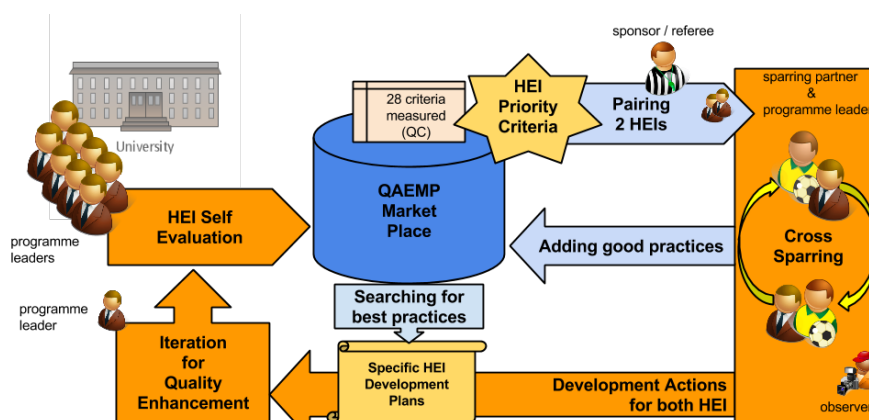 sponsor / referee
University
28 criteria
measured
(QC)
HEI
Priority
Criteria
Pairing
2 HEIs
sparring partner
&
programme leader
programme
leaders
HEI Self
Evaluation
QAEMP
Market
Place
Adding good practices
Cross
Sparring
programme
leader
Searching for
best practices
Iteration
for
Quality
Enhancement
Specific HEI
Development
Plans
Development Actions
for both HEI
observer